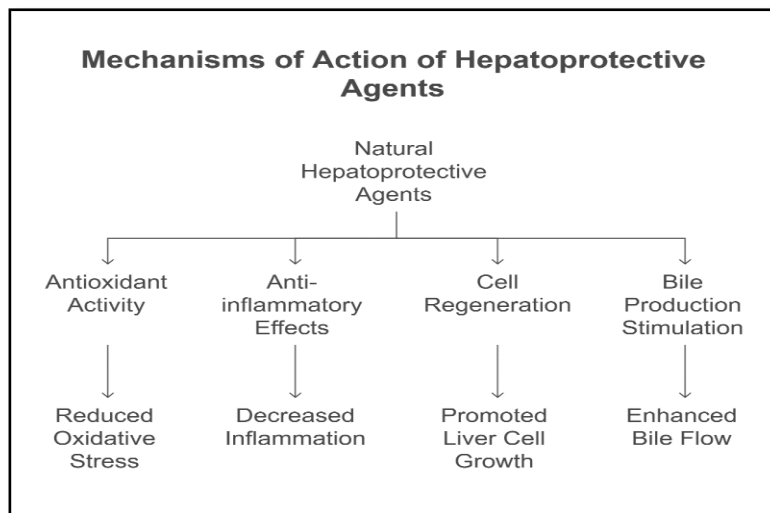 Mechanisms of Action of Hepatoprotective
Agents
Natural
Hepatoprotective
Agents
Antioxidant
Activity
Anti-
inflammatory
Effects
Cell
Regeneration
Bile
Production
Stimulation
Reduced
Oxidative
Stress
Decreased
Inflammation
Promoted
Liver Cell
Growth
Enhanced
Bile Flow